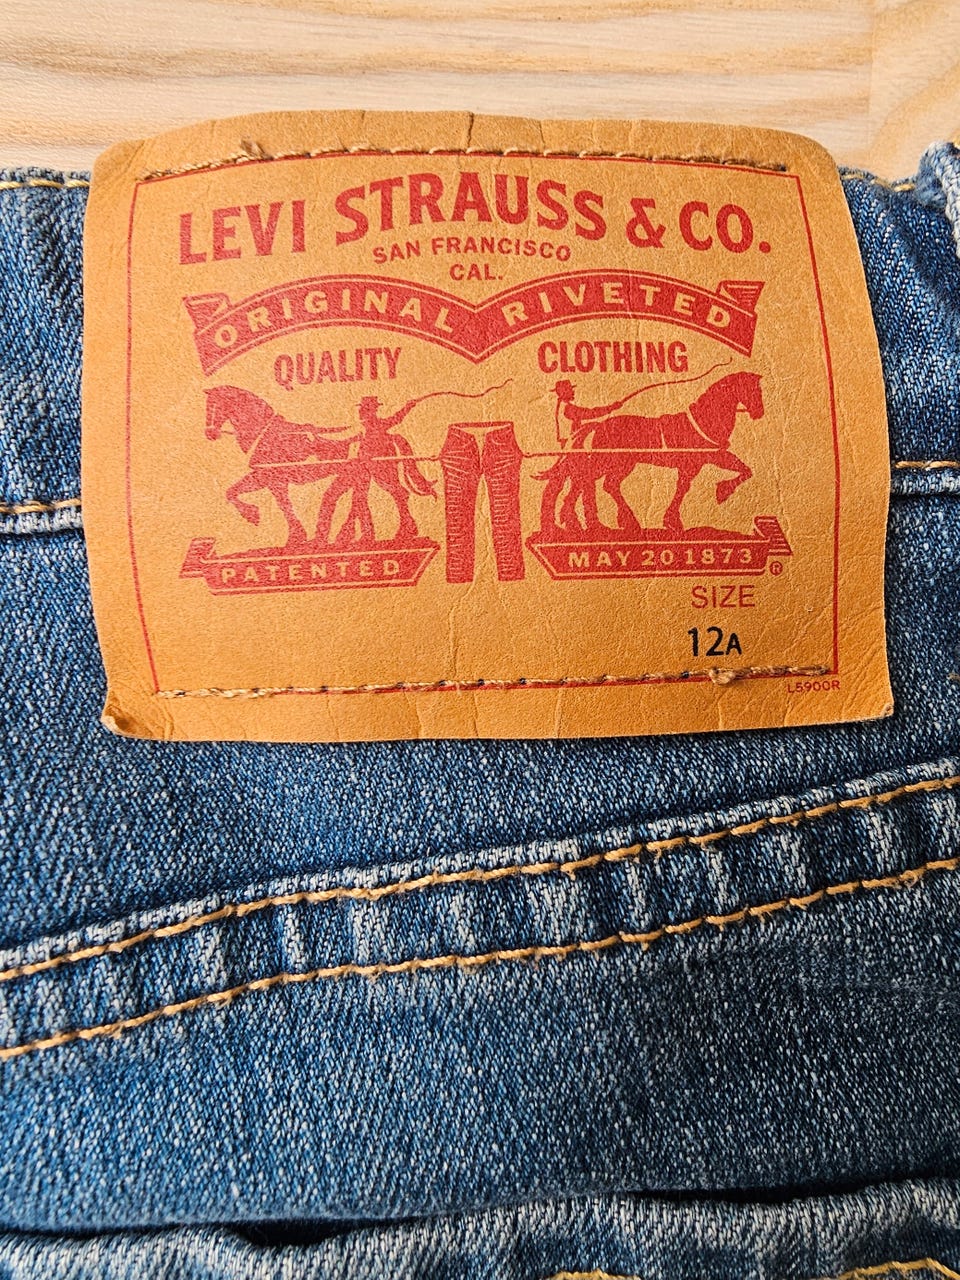 LEVI STRAUSS & CO.
SAN FRANCISCO
CAL.
ORIGINAL RIVETED
QUALITY CLOTHING
PATENTED MAY 20 1873 ®
SIZE
12A
L5900R